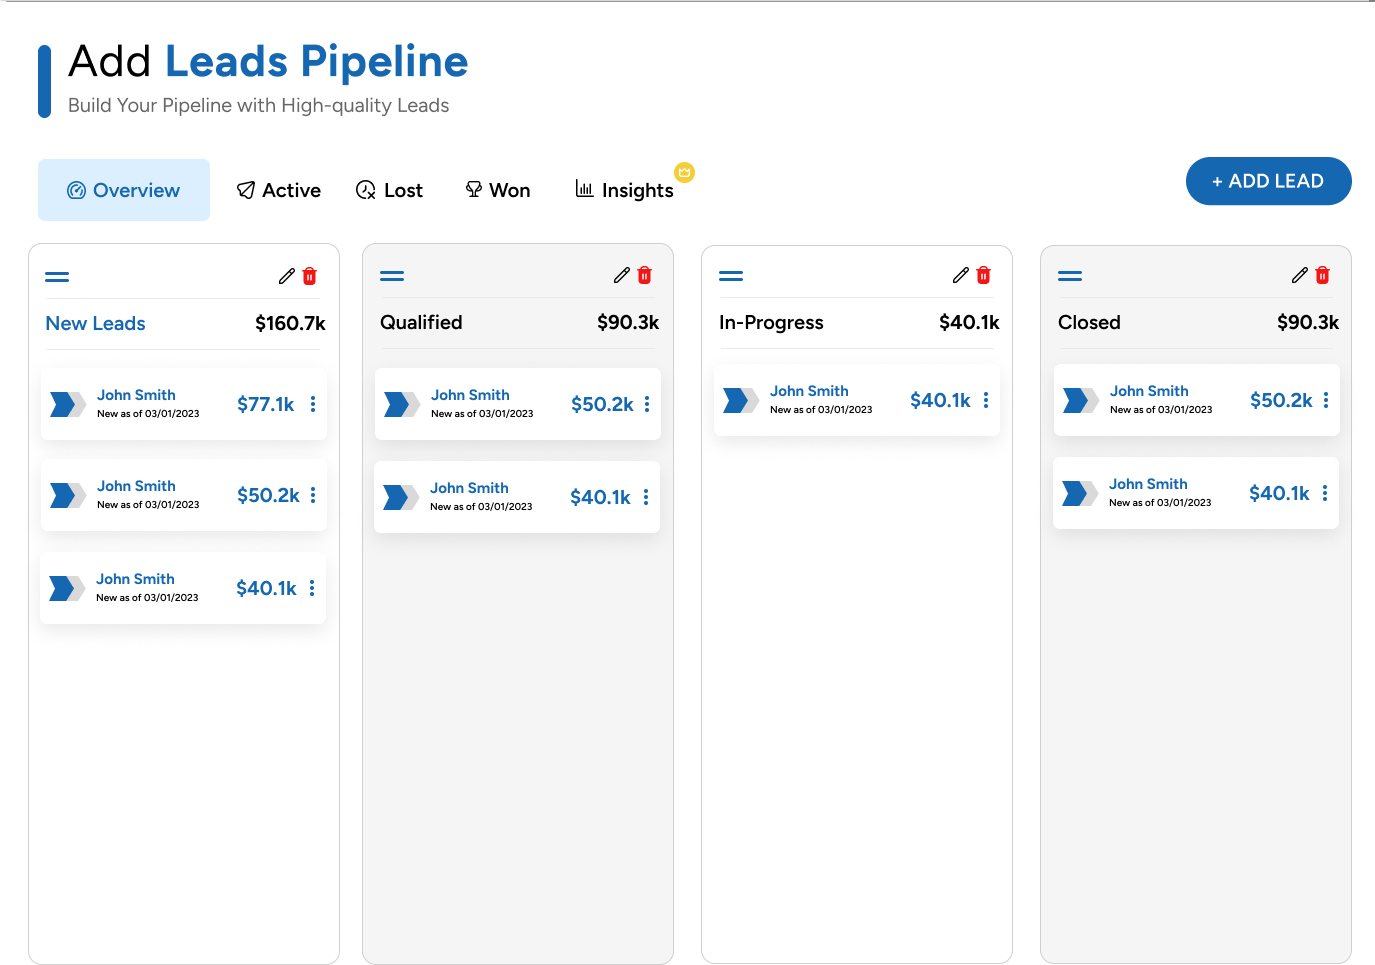 Add Leads Pipeline
Build Your Pipeline with High-quality Leads
Overview
Active
Lost
Won
Insights
+ ADD LEAD
New Leads $160.7k
John Smith
New as of 03/01/2023
$77.1k
John Smith
New as of 03/01/2023
$50.2k
John Smith
New as of 03/01/2023
$40.1k
Qualified $90.3k
John Smith
New as of 03/01/2023
$50.2k
John Smith
New as of 03/01/2023
$40.1k
In-Progress $40.1k
John Smith
New as of 03/01/2023
$40.1k
Closed $90.3k
John Smith
New as of 03/01/2023
$50.2k
John Smith
New as of 03/01/2023
$40.1k